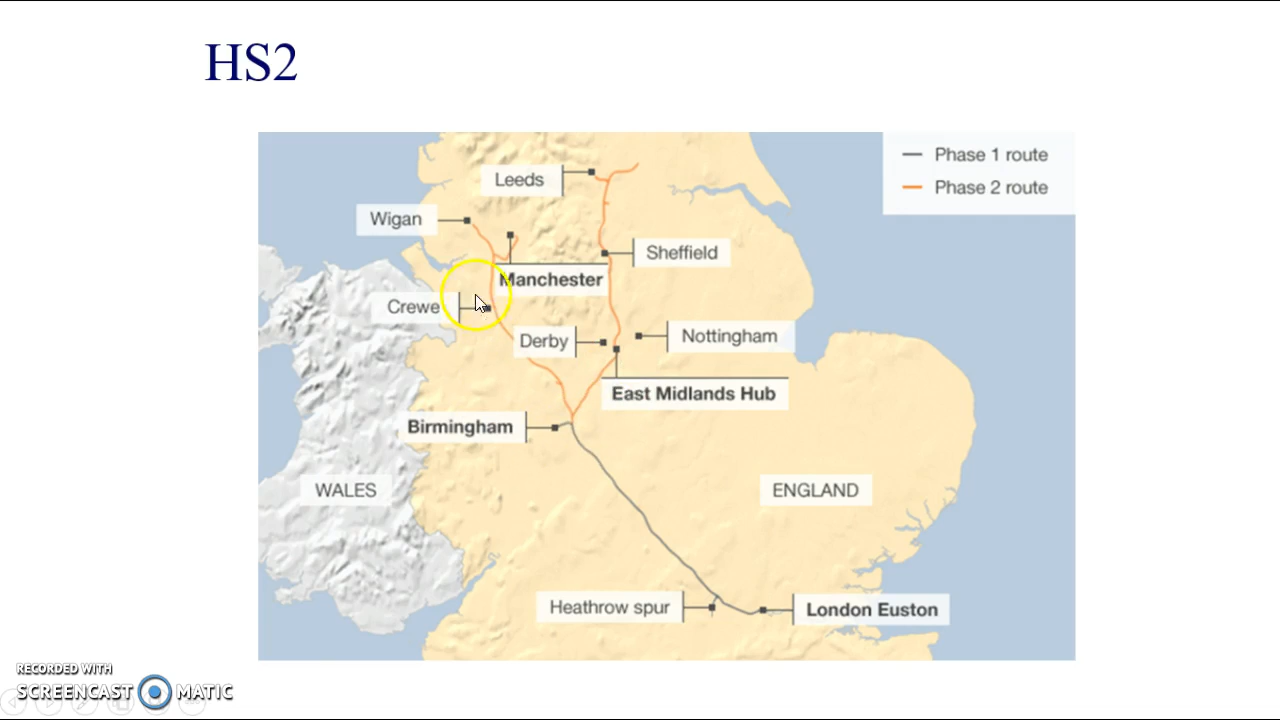 HS2
Phase 1 route
Phase 2 route
Leeds
Wigan
Sheffield
Manchester
Crewe
Nottingham
Derby
East Midlands Hub
Birmingham
WALES
ENGLAND
Heathrow spur
London Euston
RECORDED WITH
SCREENCAST MATIC